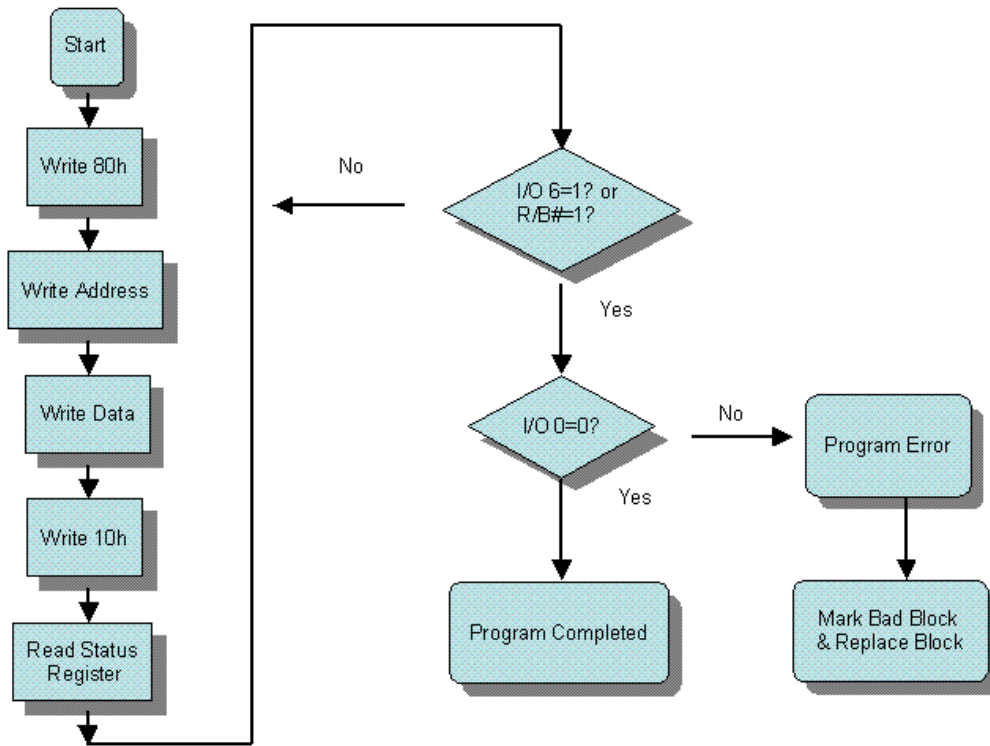 Start
Write 80h
Write Address
Write Data
Write 10h
Read Status
Register
No
I/O 6=1? or
R/B#=1?
Yes
I/O 0=0?
No
Yes
Program Error
Program Completed
Mark Bad Block
& Replace Block